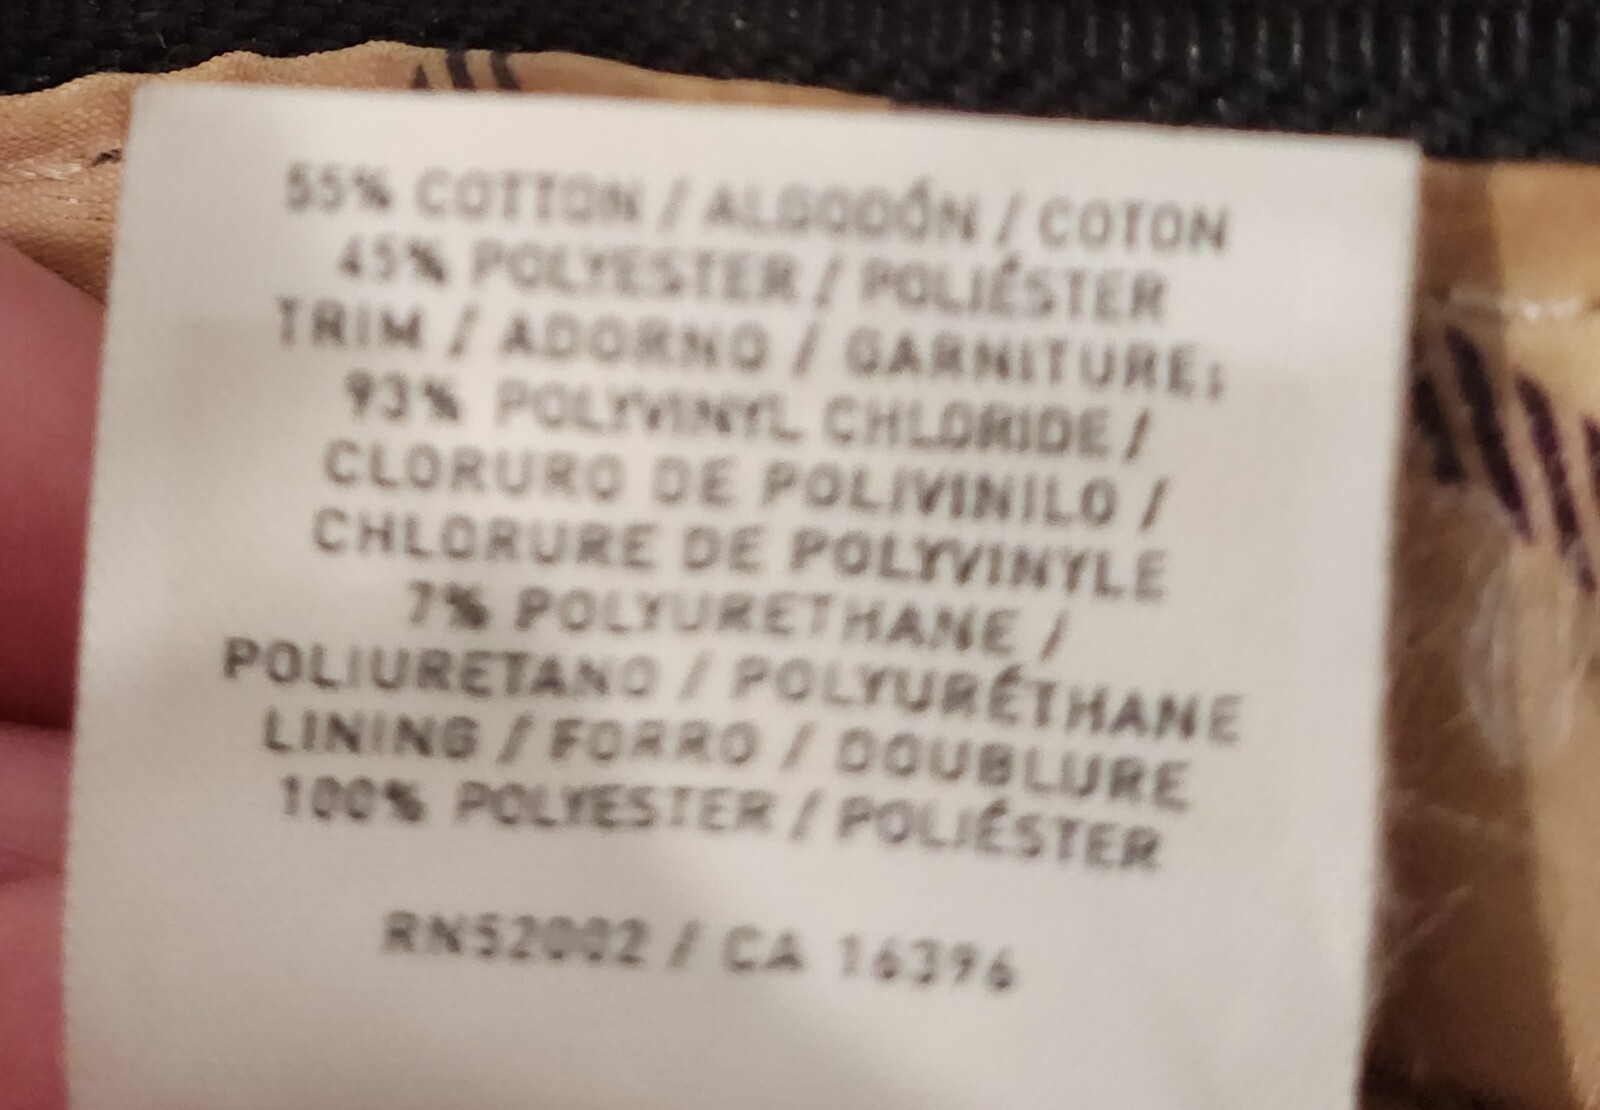 55% COTTON / ALGODÓN / COTON
45% POLYESTER / POLIÉSTER
TRIM / ADORNO / GARNITURE:
93% POLYVINYL CHLORIDE /
CLORURO DE POLIVINILO /
CHLORURE DE POLYVINYLE
7% POLYURETHANE /
POLIURETANO / POLYURÉTHANE
LINING / FORRO / DOUBLURE
100% POLYESTER / POLIÉSTER
RN52002 / CA 16396